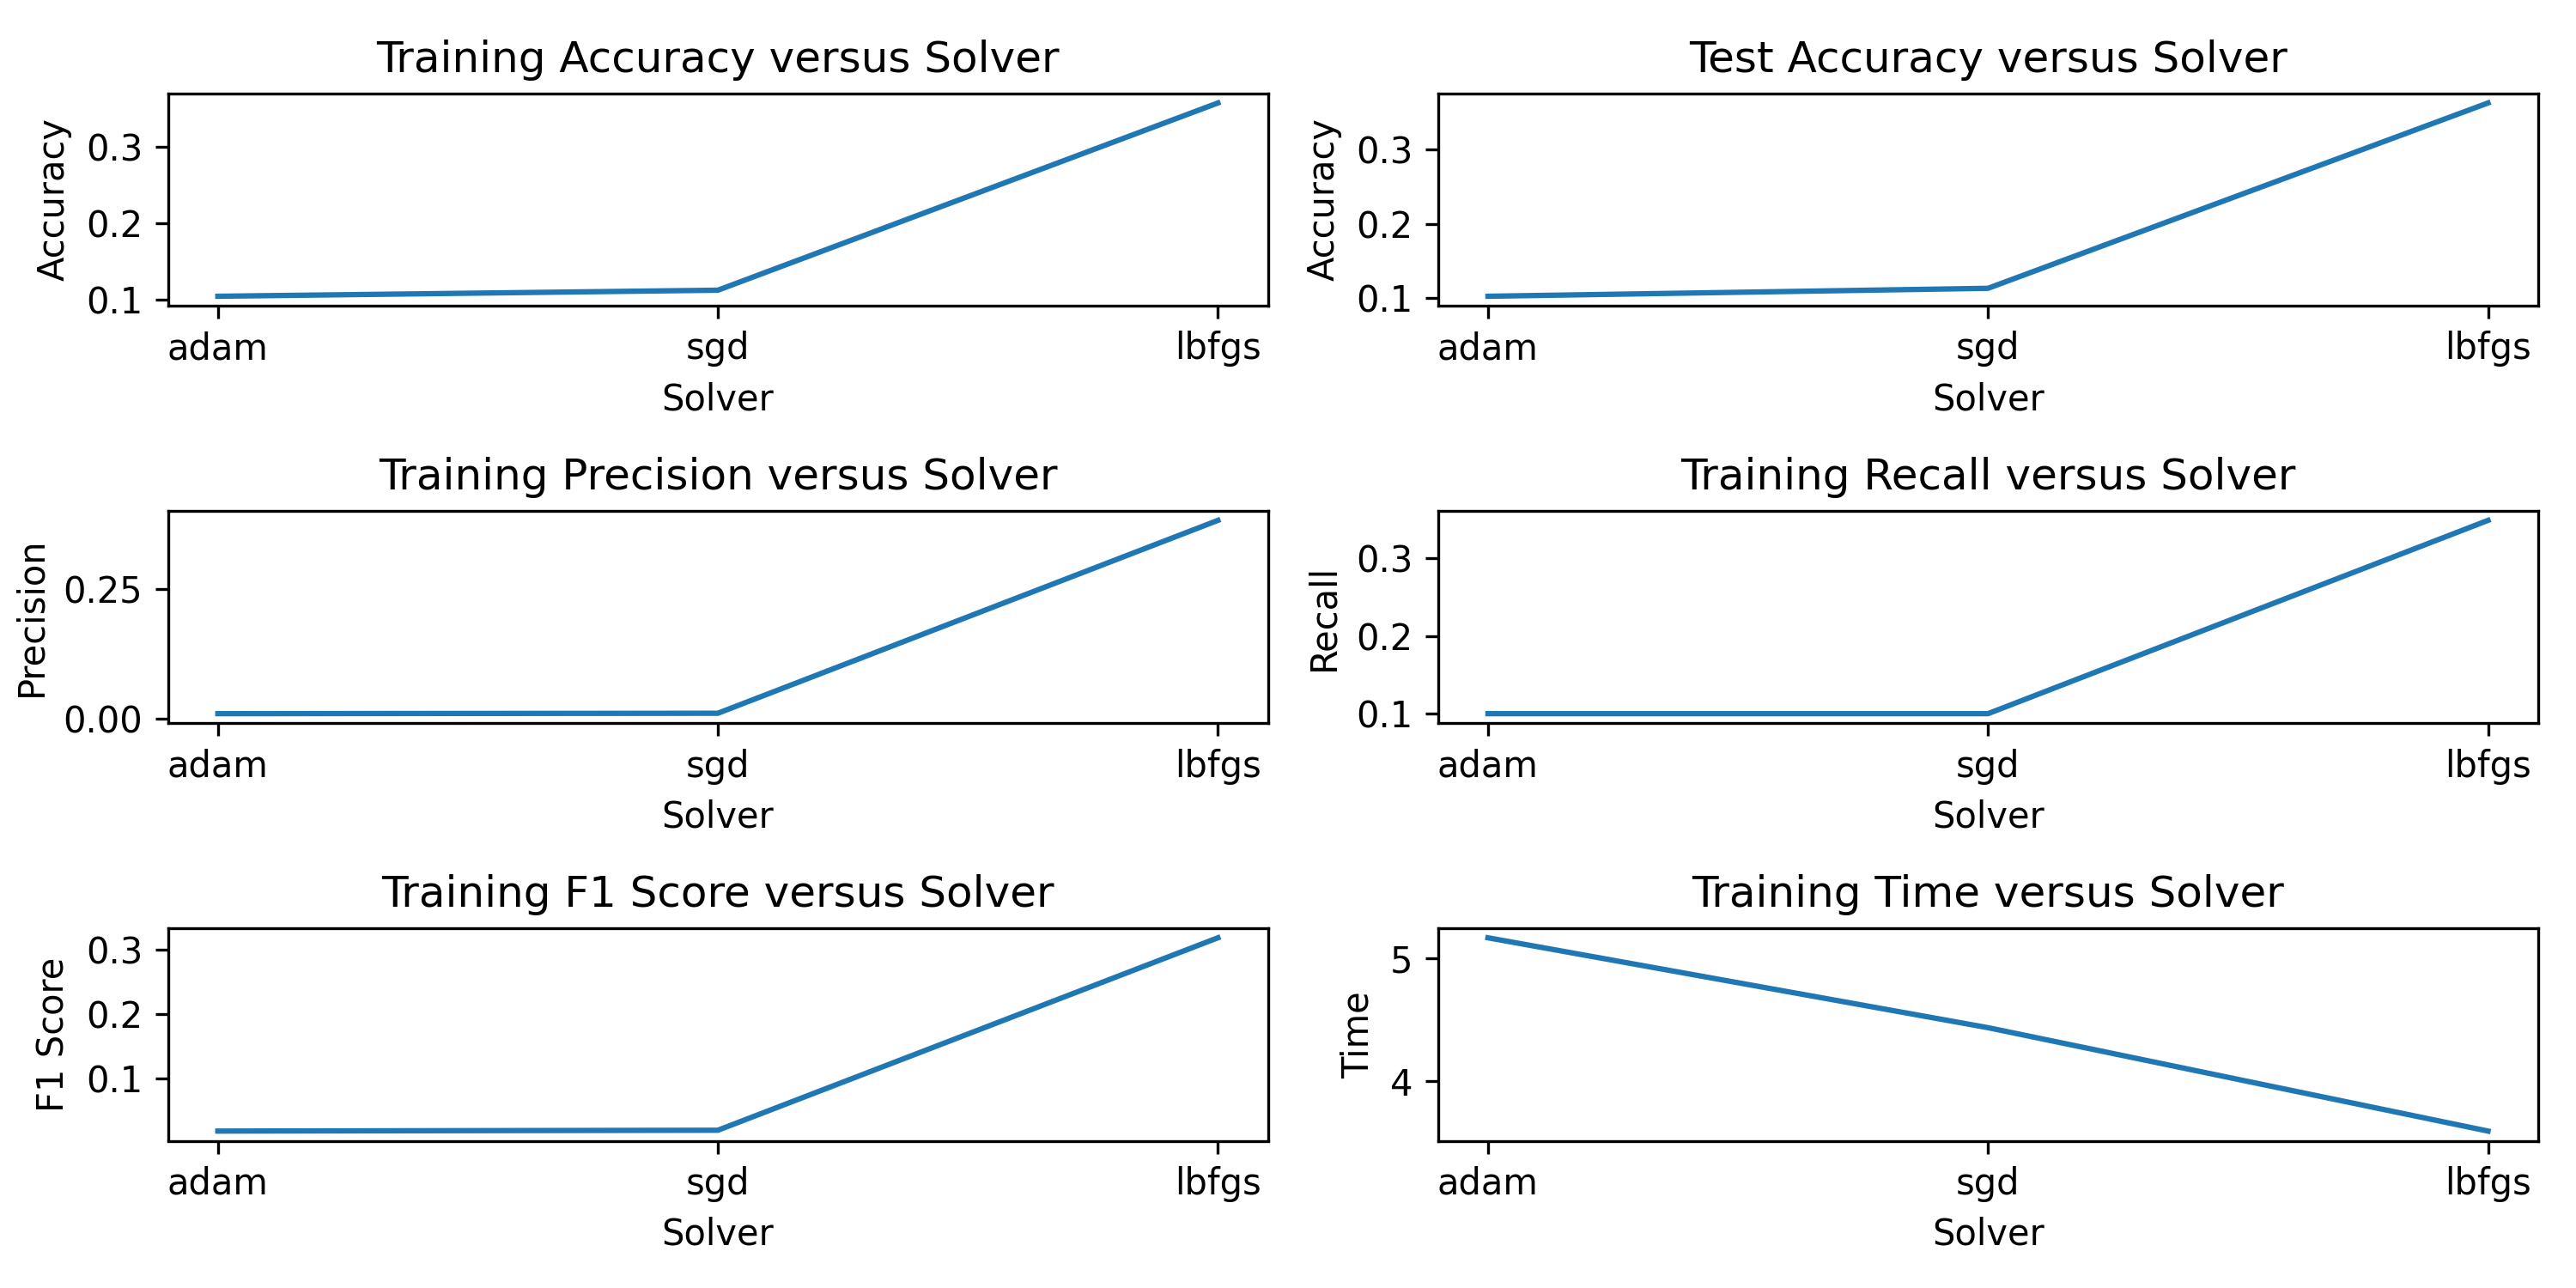 Training Accuracy versus Solver
Accuracy
0.3
0.2
0.1
adam sgd lbfgs
Solver
Test Accuracy versus Solver
Accuracy
0.3
0.2
0.1
adam sgd lbfgs
Solver
Training Precision versus Solver
Precision
0.25
0.00
adam sgd lbfgs
Solver
Training Recall versus Solver
Recall
0.3
0.2
0.1
adam sgd lbfgs
Solver
Training F1 Score versus Solver
F1 Score
0.3
0.2
0.1
adam sgd lbfgs
Solver
Training Time versus Solver
Time
5
4
adam sgd lbfgs
Solver